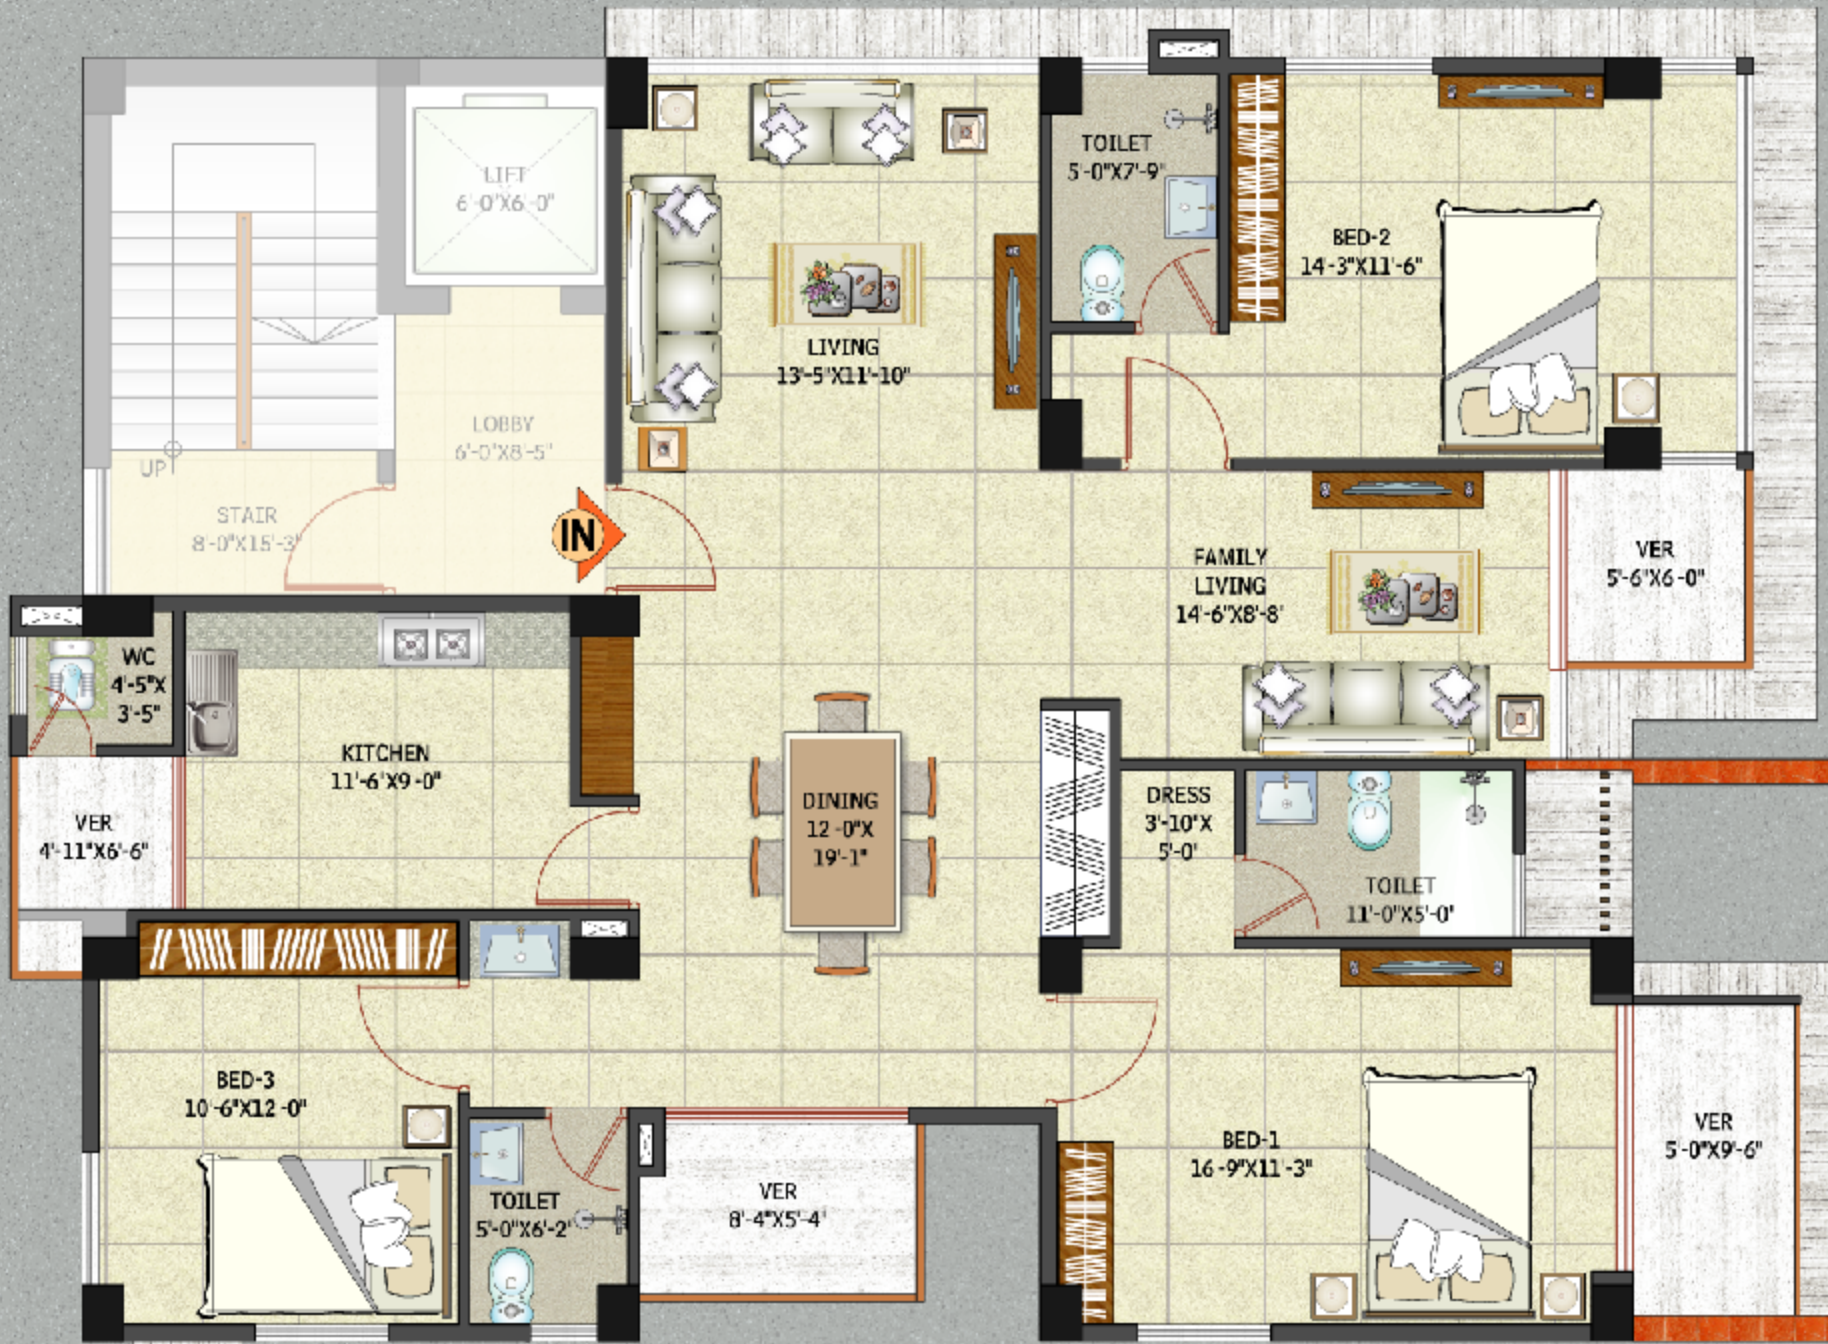 LIFT
6'-0"X6'-0"
TOILET
5'-0"X7'-9"
BED-2
14'-3"X11'-6"
LIVING
13'-5"X11'-10"
LOBBY
6'-0"X8'-5"
UP
STAIR
8'-0"X15'-3"
IN
FAMILY
LIVING
14'-6"X8'-8"
VER
5'-6"X6'-0"
WC
4'-5"X
3'-5"
KITCHEN
11'-6"X9'-0"
DINING
12'-0"X
19'-1"
DRESS
3'-10"X
5'-0"
VER
4'-11"X6'-6"
TOILET
11'-0"X5'-0"
BED-3
10'-6"X12'-0"
BED-1
16'-9"X11'-3"
VER
5'-0"X9'-6"
TOILET
5'-0"X6'-2"
VER
8'-4"X5'-4"